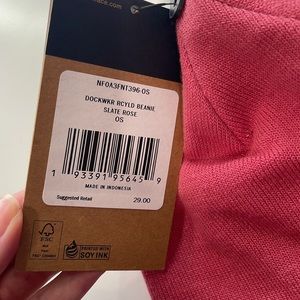 NF0A3FNT396-OS
DOCKWKR RCYLD BEANIE
SLATE ROSE
OS
1 93391 95645 9
MADE IN INDONESIA
Suggested Retail 29.00
FSC
PRINTED WITH
SOY INK